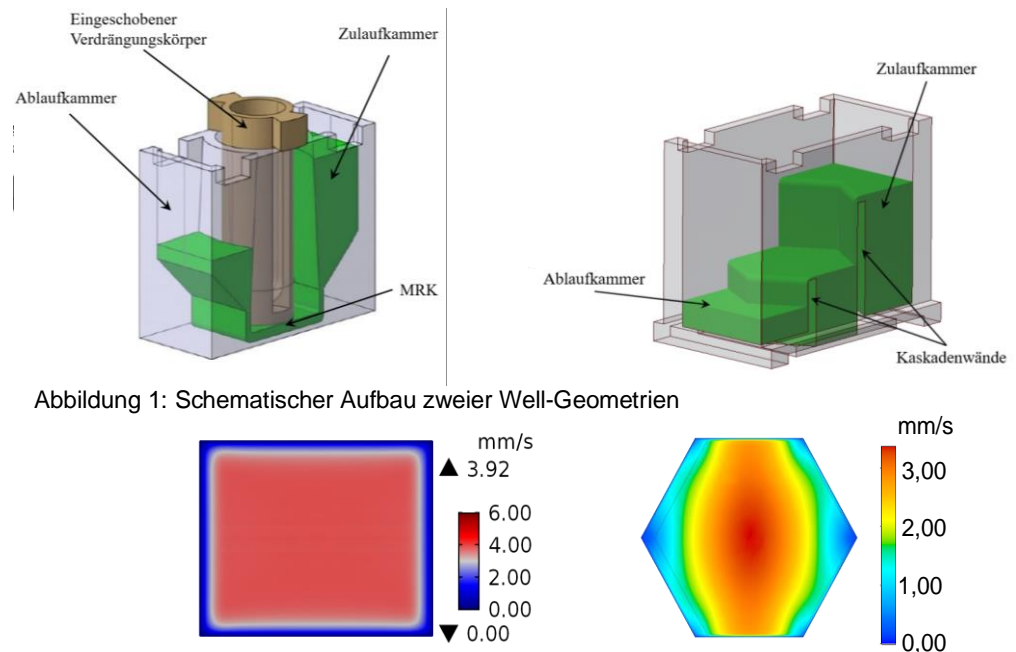 Eingeschobener
Verdrängungskörper
Zulaufkammer
Ablaufkammer
MRK
Zulaufkammer
Ablaufkammer
Kaskadenwände
Abbildung 1: Schematischer Aufbau zweier Well-Geometrien
mm/s
▲ 3.92
6.00
4.00
2.00
0.00
▼ 0.00
mm/s
3,00
2,00
1,00
0,00